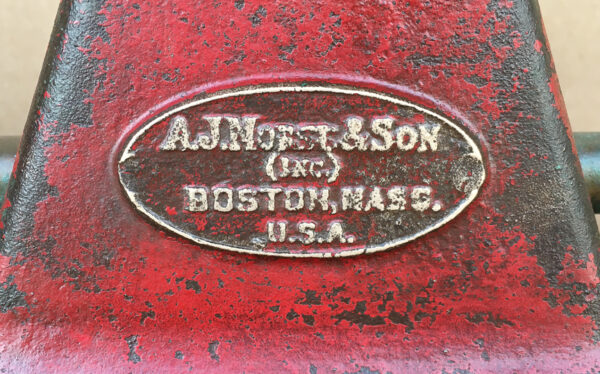 A.J. Morse & Son
(INC.)
BOSTON, MASS.
U.S.A.